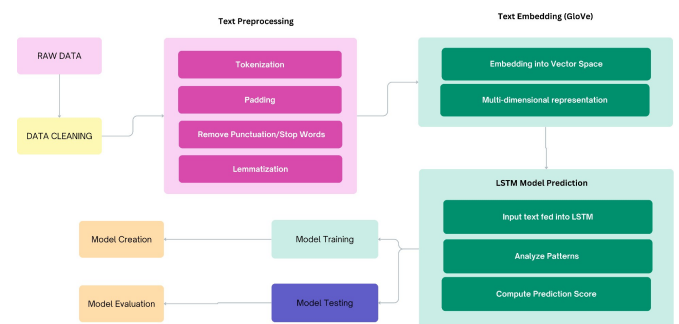 Text Preprocessing
Text Embedding (GloVe)
RAW DATA
DATA CLEANING
Tokenization
Padding
Remove Punctuation/Stop Words
Lemmatization
Embedding into Vector Space
Multi-dimensional representation
LSTM Model Prediction
Input text fed into LSTM
Analyze Patterns
Compute Prediction Score
Model Training
Model Creation
Model Testing
Model Evaluation